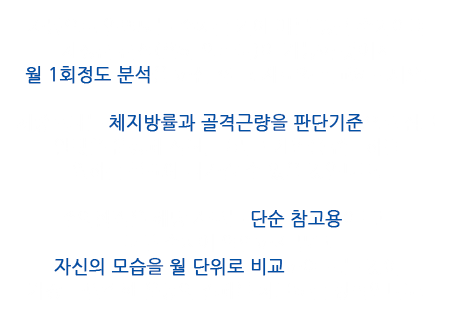 월 1회정도 분석
체지방률과 골격근량을 판단기준
단순 참고용
자신의 모습을 월 단위로 비교